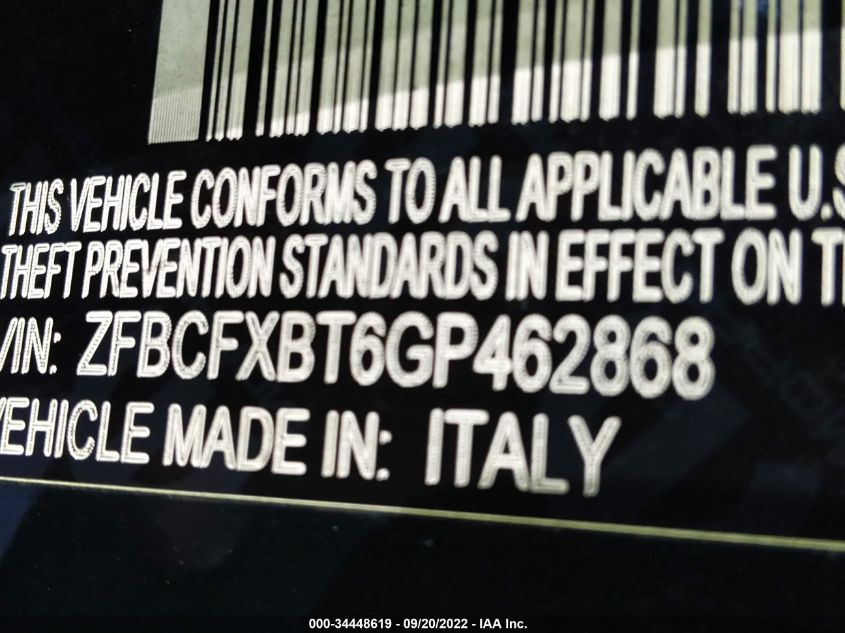 THIS VEHICLE CONFORMS TO ALL APPLICABLE U.S
THEFT PREVENTION STANDARDS IN EFFECT ON T
VIN: ZFBCFXBT6GP462868
VEHICLE MADE IN: ITALY
000-34448619 - 09/20/2022 - IAA Inc.